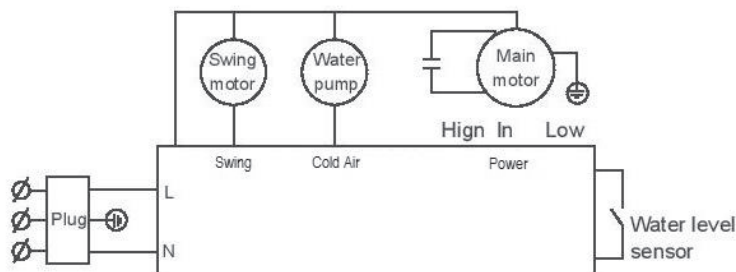 Swing
motor
Water
pump
Main
motor
Hign In Low
Swing
Cold Air
Power
L
Plug
N
Water level
sensor